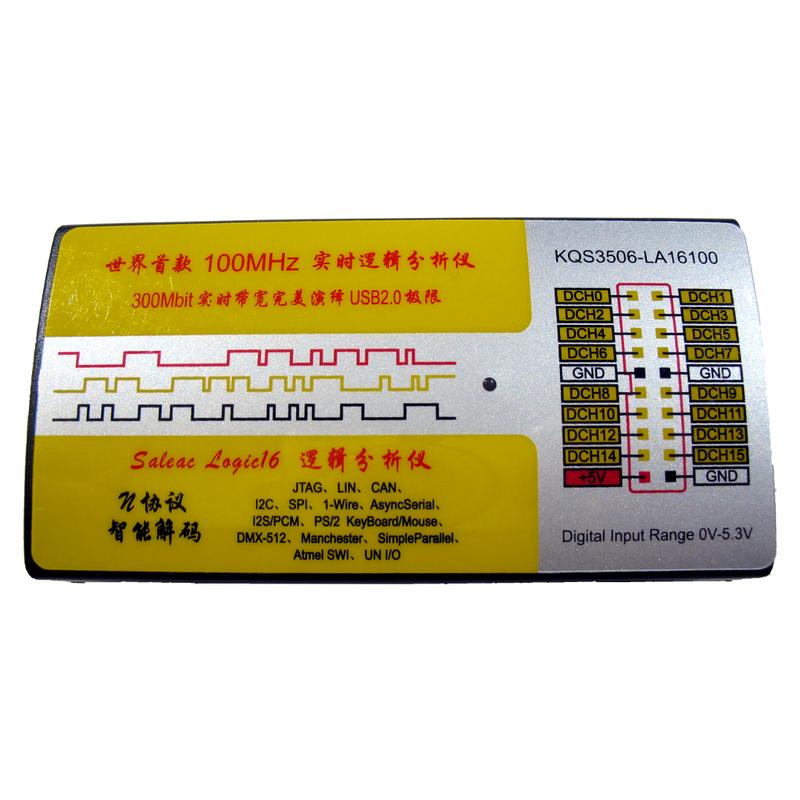 世界首款 100MHz 实时逻辑分析仪
300Mbit 实时带宽完美演绎 USB2.0 极限
Saleac Logic16 逻辑分析仪
n 协议
智能解码
JTAG、LIN、CAN、
I2C、SPI、1-Wire、AsyncSerial、
I2S/PCM、PS/2 KeyBoard/Mouse、
DMX-512、Manchester、SimpleParallel、
Atmel SWI、UN I/O
KQS3506-LA16100
DCH0 DCH1
DCH2 DCH3
DCH4 DCH5
DCH6 DCH7
GND GND
DCH8 DCH9
DCH10 DCH11
DCH12 DCH13
DCH14 DCH15
+5V GND
Digital Input Range 0V-5.3V